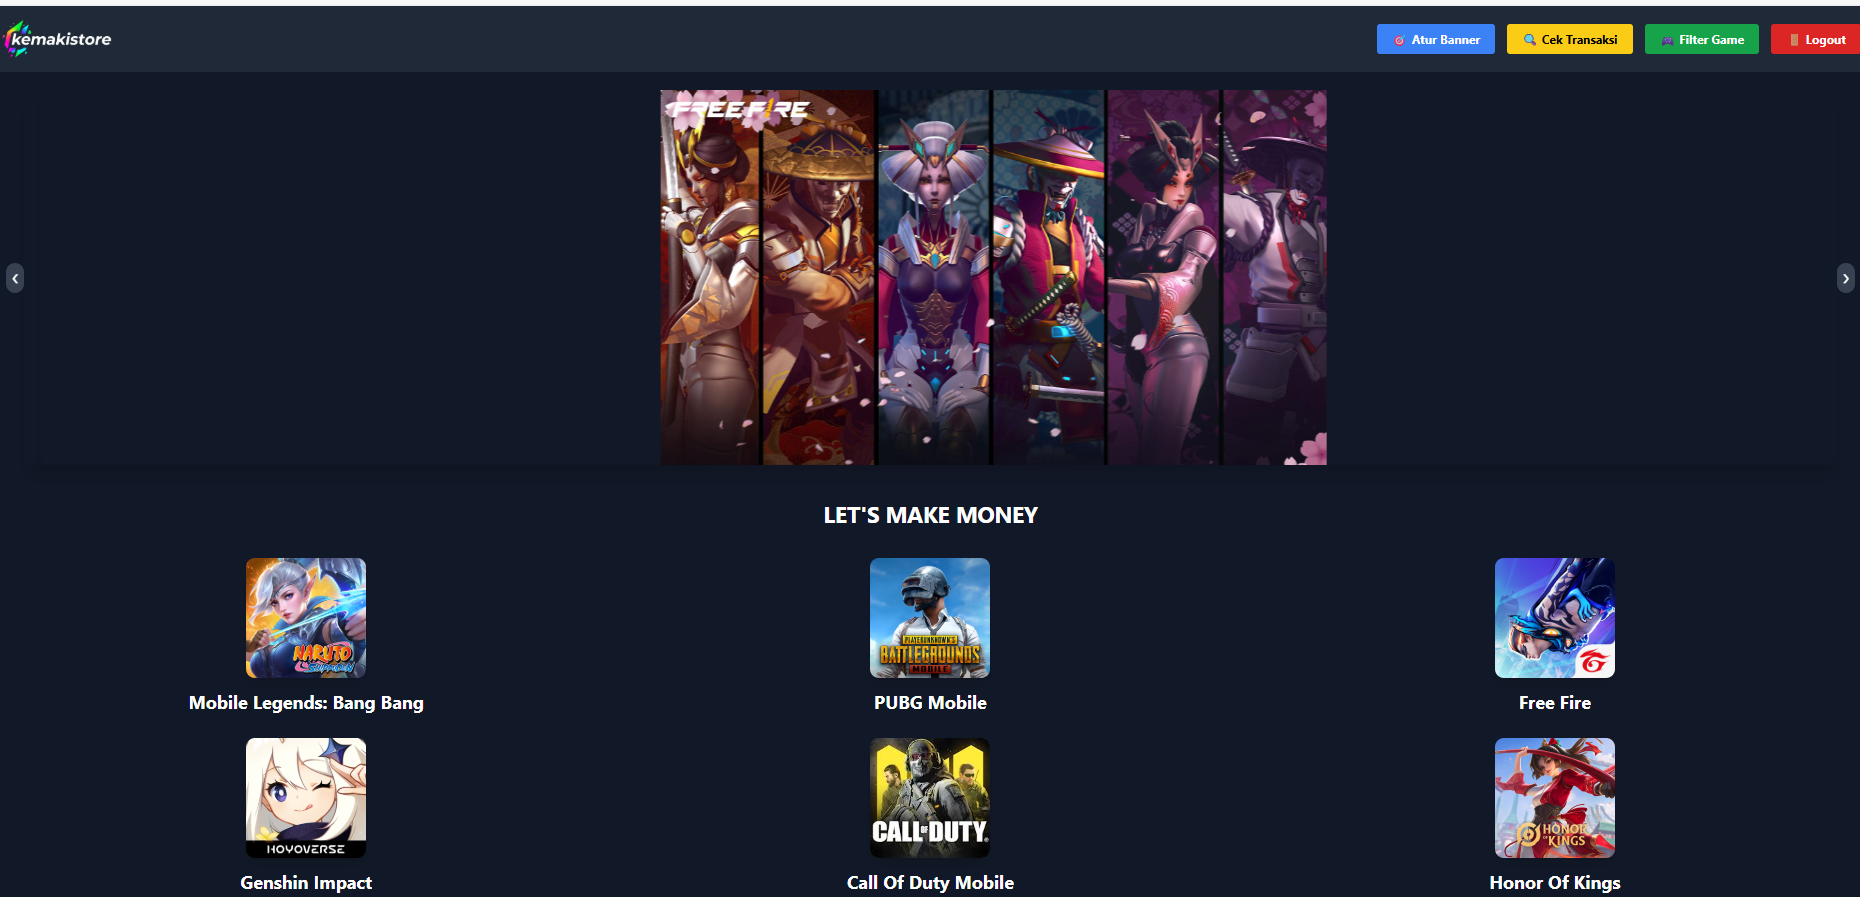 kemakistore
Atur Banner
Cek Transaksi
Filter Game
Logout
FREE FIRE
LET'S MAKE MONEY
NARUTO
SHIPPUDEN
PLAYERUNKNOWN'S
BATTLEGROUNDS
MOBILE
Mobile Legends: Bang Bang
PUBG Mobile
Free Fire
HOYOVERSE
CALL OF DUTY
HONOR
OF KINGS
Genshin Impact
Call Of Duty Mobile
Honor Of Kings